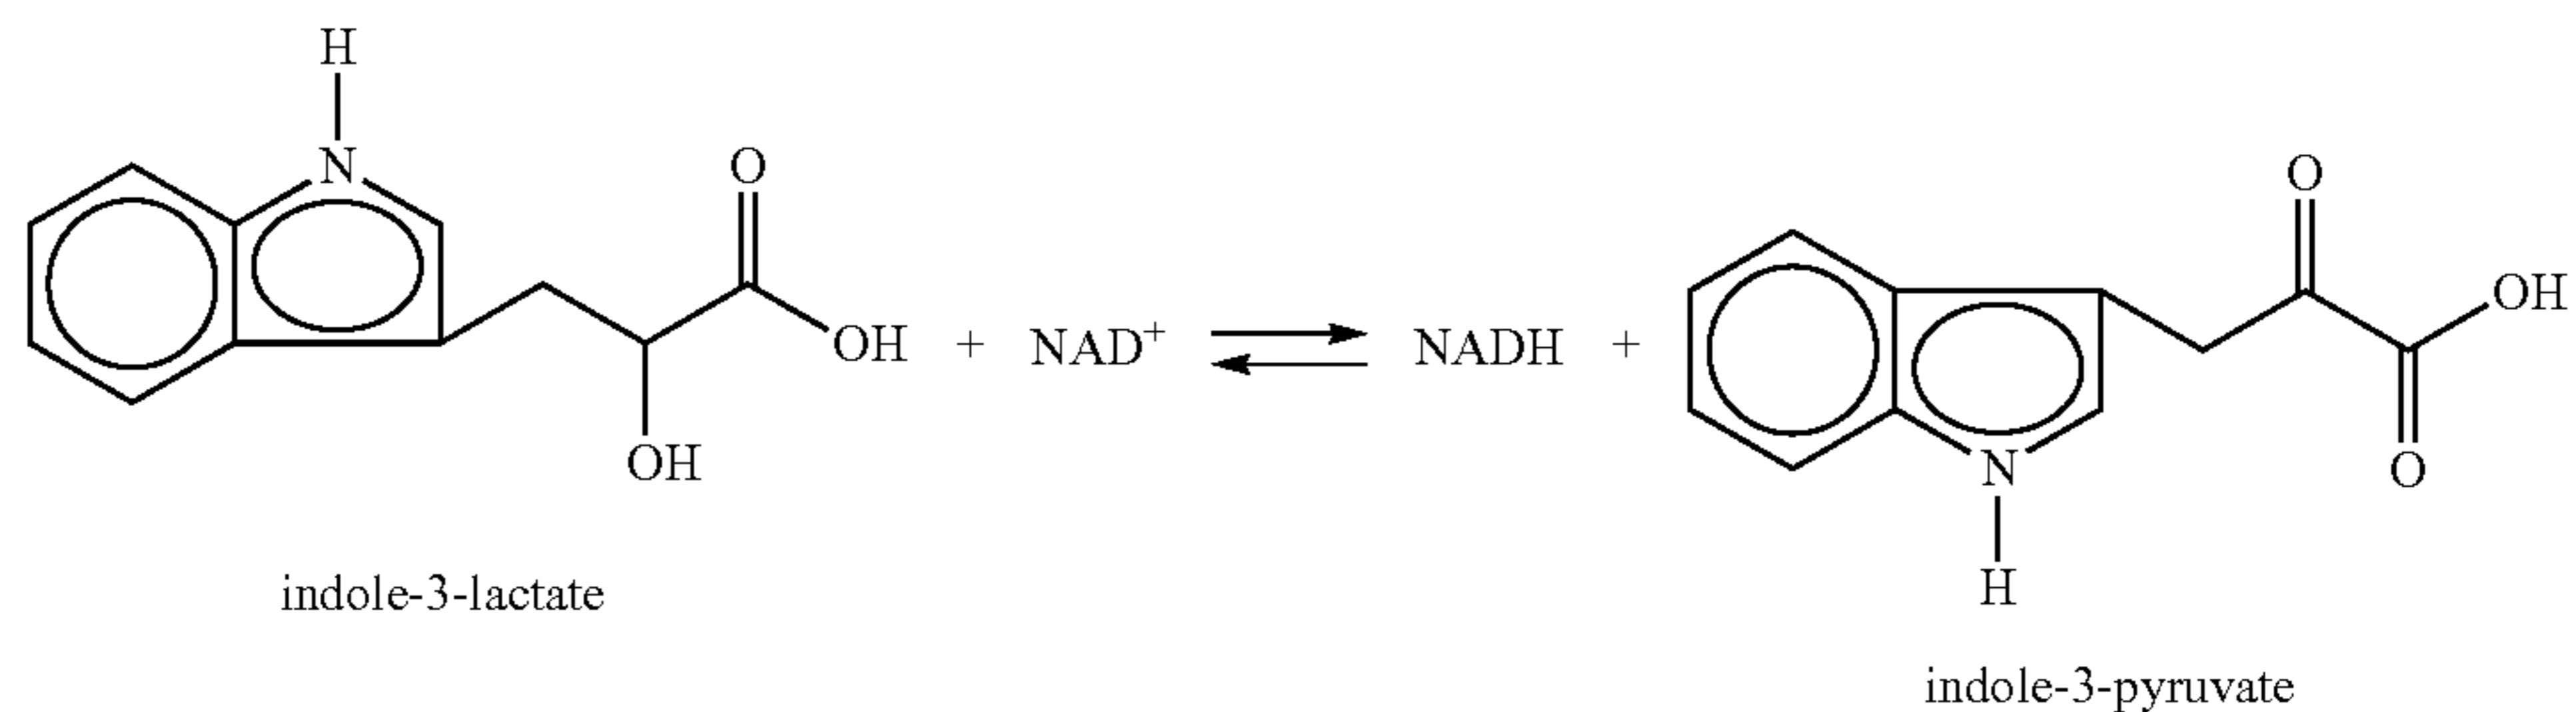 H
N
O
OH
OH
+
NAD⁺
NADH
+
O
OH
O
N
H
indole-3-lactate
indole-3-pyruvate